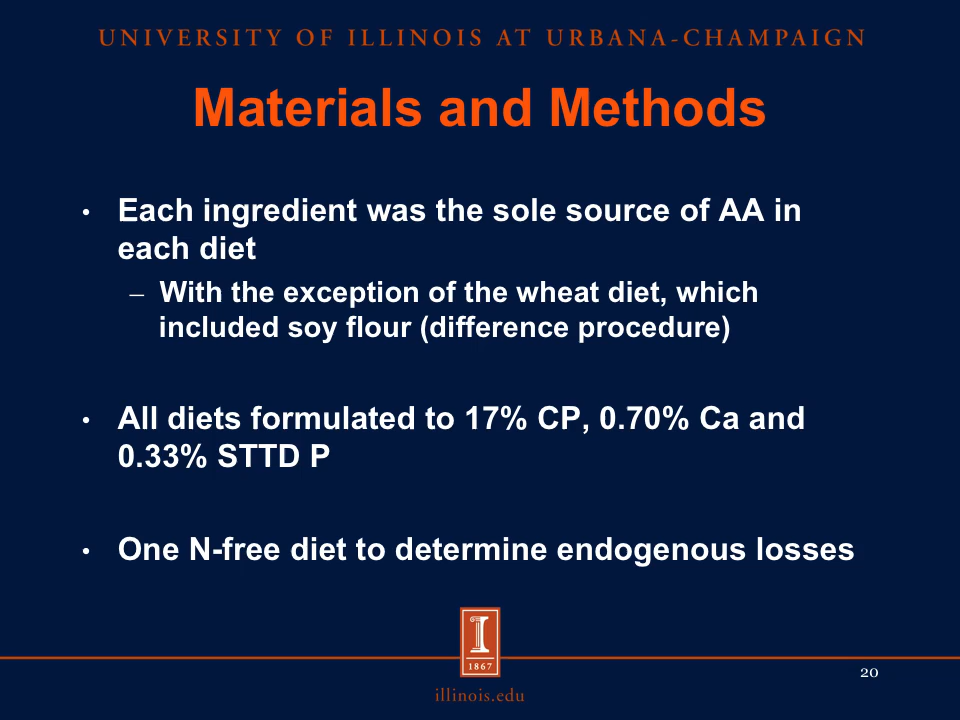 UNIVERSITY OF ILLINOIS AT URBANA-CHAMPAIGN
Materials and Methods
• Each ingredient was the sole source of AA in
each diet
– With the exception of the wheat diet, which
included soy flour (difference procedure)
• All diets formulated to 17% CP, 0.70% Ca and
0.33% STTD P
• One N-free diet to determine endogenous losses
I
1867
20
illinois.edu